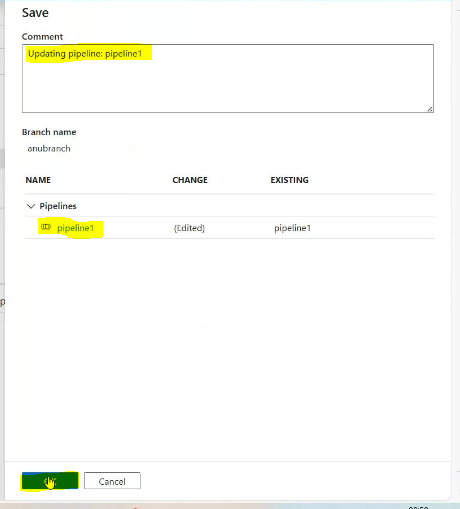 Save
Comment
Updating pipeline: pipeline1
Branch name
anubranch
NAME CHANGE EXISTING
Pipelines
pipeline1 (Edited) pipeline1
Cancel